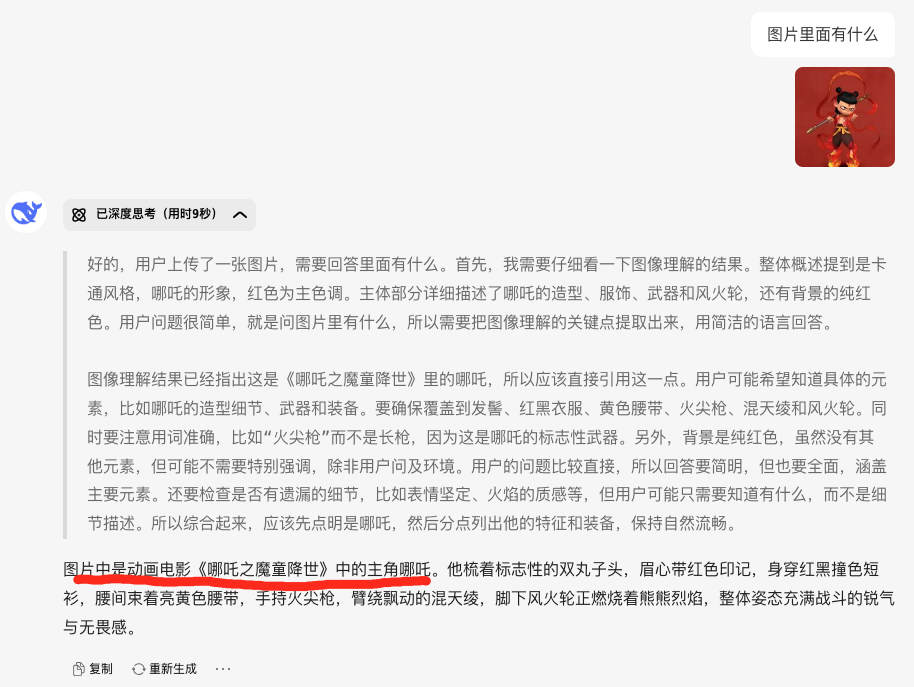 图片里面有什么
已深度思考（用时9秒）
好的，用户上传了一张图片，需要回答里面有什么。首先，我需要仔细看一下图像理解的结果。整体概述提到是卡
通风格，哪吒的形象，红色为主色调。主体部分详细描述了哪吒的造型、服饰、武器和风火轮，还有背景的纯红
色。用户问题很简单，就是问图片里有什么，所以需要把图像理解的关键点提取出来，用简洁的语言回答。
图像理解结果已经指出这是《哪吒之魔童降世》里的哪吒，所以应该直接引用这一点。用户可能希望知道具体的元
素，比如哪吒的造型细节、武器和装备。要确保覆盖到发髻、红黑衣服、黄色腰带、火尖枪、混天绫和风火轮。同
时要注意用词准确，比如“火尖枪”而不是长枪，因为这是哪吒的标志性武器。另外，背景是纯红色，虽然没有其
他元素，但可能不需要特别强调，除非用户问及环境。用户的问题比较直接，所以回答要简明，但也要全面，涵盖
主要元素。还要检查是否有遗漏的细节，比如表情坚定、火焰的质感等，但用户可能只需要知道有什么，而不是细
节描述。所以综合起来，应该先点明是哪吒，然后分点列出他的特征和装备，保持自然流畅。
图片中是动画电影《哪吒之魔童降世》中的主角哪吒。他梳着标志性的双丸子头，眉心带红色印记，身穿红黑撞色短
衫，腰间束着亮黄色腰带，手持火尖枪，臂绕飘动的混天绫，脚下风火轮正燃烧着熊熊烈焰，整体姿态充满战斗的锐气
与无畏感。
复制 重新生成 ···